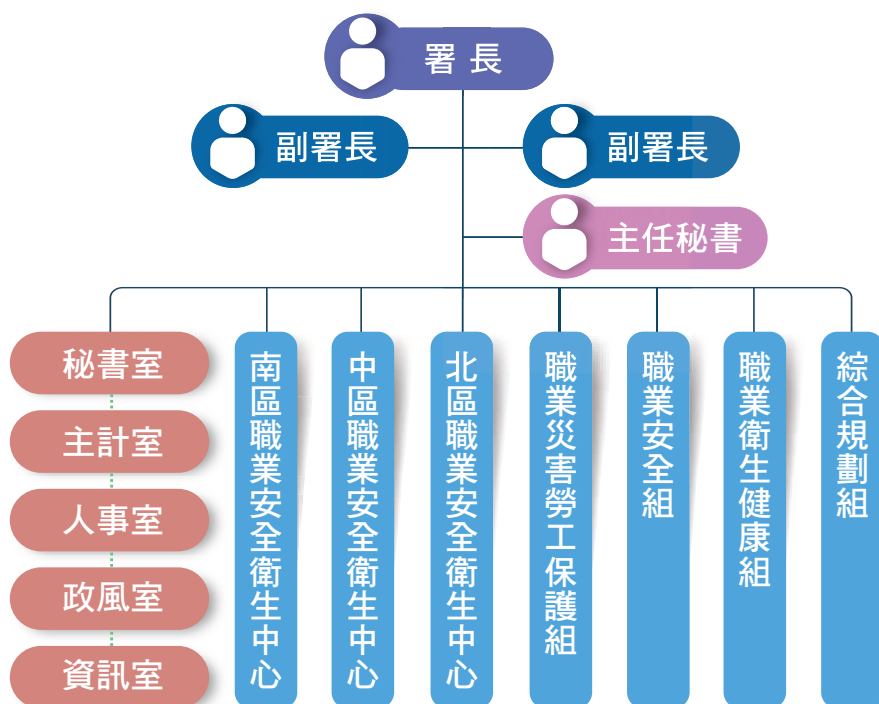 署長
副署長
副署長
主任秘書
秘書室
主計室
人事室
政風室
資訊室
南區職業安全衛生中心
中區職業安全衛生中心
北區職業安全衛生中心
職業災害勞工保護組
職業安全組
職業衛生健康組
綜合規劃組